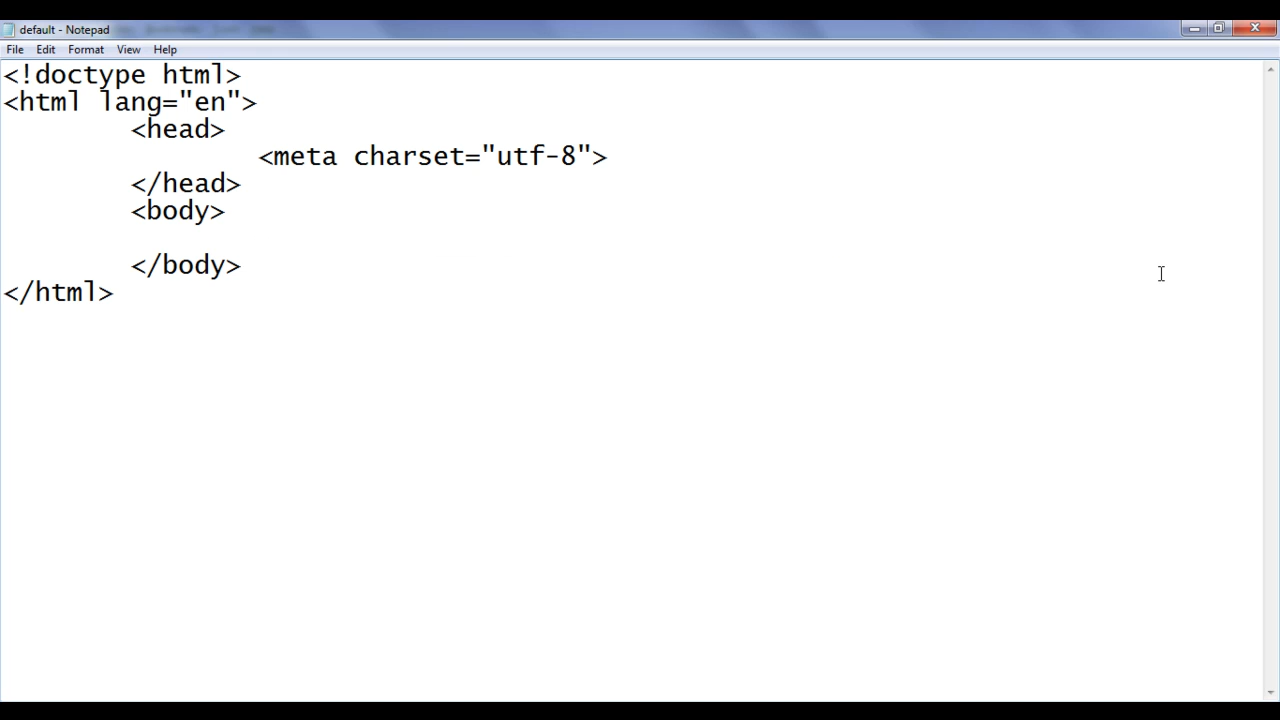 default - Notepad
File Edit Format View Help
<!doctype html>
<html lang="en">
<head>
<meta charset="utf-8">
</head>
<body>
</body>
</html>